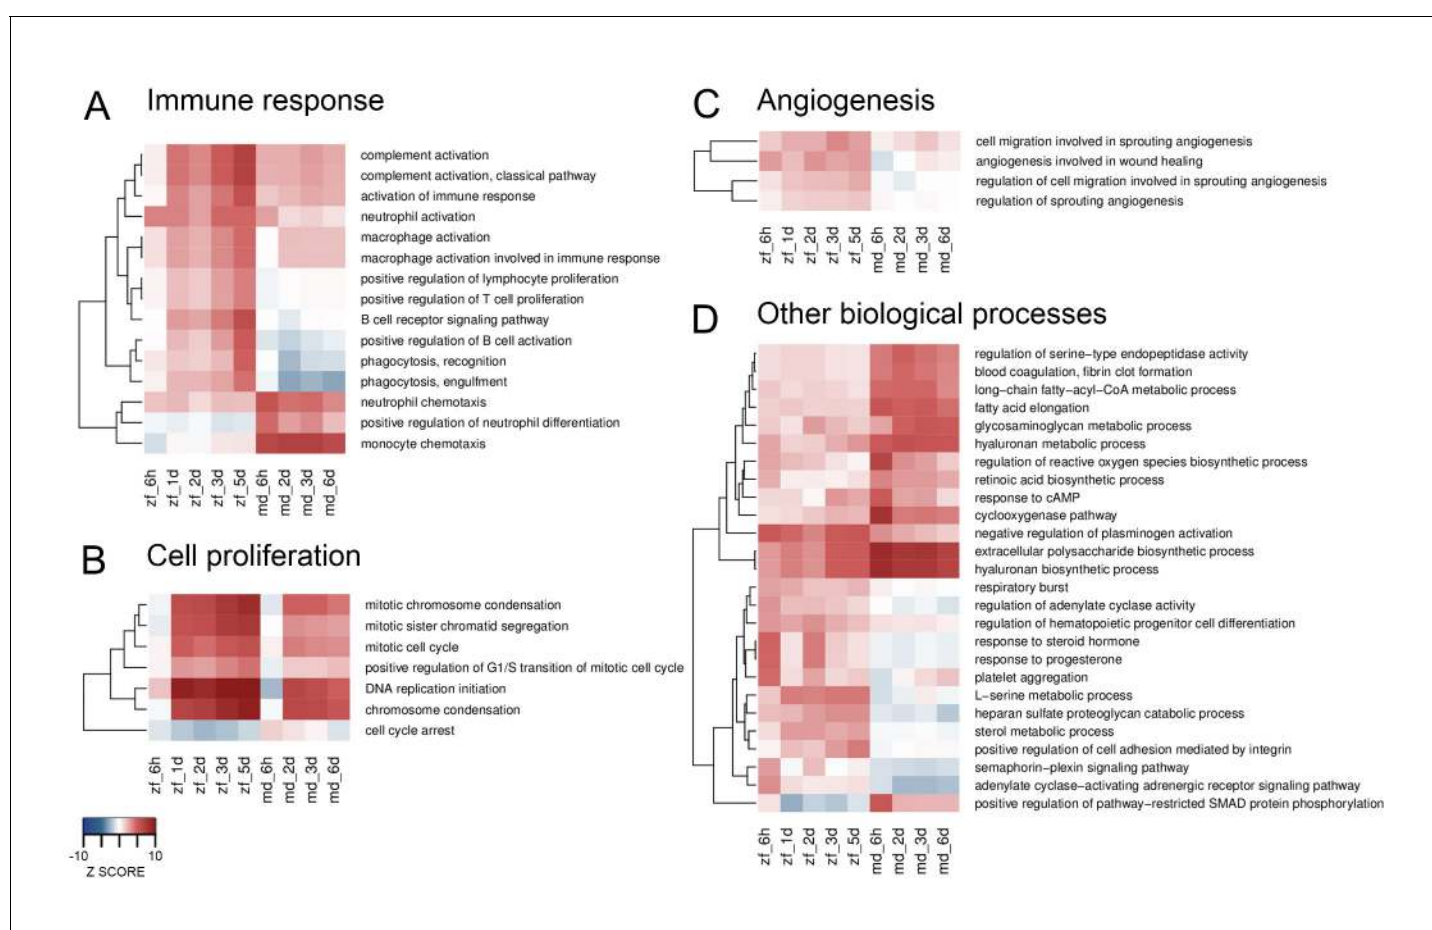 A Immune response
complement activation
complement activation, classical pathway
activation of immune response
neutrophil activation
macrophage activation
macrophage activation involved in immune response
positive regulation of lymphocyte proliferation
positive regulation of T cell proliferation
B cell receptor signaling pathway
positive regulation of B cell activation
phagocytosis, recognition
phagocytosis, engulfment
neutrophil chemotaxis
positive regulation of neutrophil differentiation
monocyte chemotaxis
zf_6h zf_1d zf_2d zf_3d zf_5d md_6h md_2d md_3d md_6d
B Cell proliferation
mitotic chromosome condensation
mitotic sister chromatid segregation
mitotic cell cycle
positive regulation of G1/S transition of mitotic cell cycle
DNA replication initiation
chromosome condensation
cell cycle arrest
zf_6h zf_1d zf_2d zf_3d zf_5d md_6h md_2d md_3d md_6d
-10 10
Z SCORE
C Angiogenesis
cell migration involved in sprouting angiogenesis
angiogenesis involved in wound healing
regulation of cell migration involved in sprouting angiogenesis
regulation of sprouting angiogenesis
zf_6h zf_1d zf_2d zf_3d zf_5d md_6h md_2d md_3d md_6d
D Other biological processes
regulation of serine−type endopeptidase activity
blood coagulation, fibrin clot formation
long−chain fatty−acyl−CoA metabolic process
fatty acid elongation
glycosaminoglycan metabolic process
hyaluronan metabolic process
regulation of reactive oxygen species biosynthetic process
retinoic acid biosynthetic process
response to cAMP
cyclooxygenase pathway
negative regulation of plasminogen activation
extracellular polysaccharide biosynthetic process
hyaluronan biosynthetic process
respiratory burst
regulation of adenylate cyclase activity
regulation of hematopoietic progenitor cell differentiation
response to steroid hormone
response to progesterone
platelet aggregation
L−serine metabolic process
heparan sulfate proteoglycan catabolic process
sterol metabolic process
positive regulation of cell adhesion mediated by integrin
semaphorin−plexin signaling pathway
adenylate cyclase−activating adrenergic receptor signaling pathway
positive regulation of pathway−restricted SMAD protein phosphorylation
zf_6h zf_1d zf_2d zf_3d zf_5d md_6h md_2d md_3d md_6d